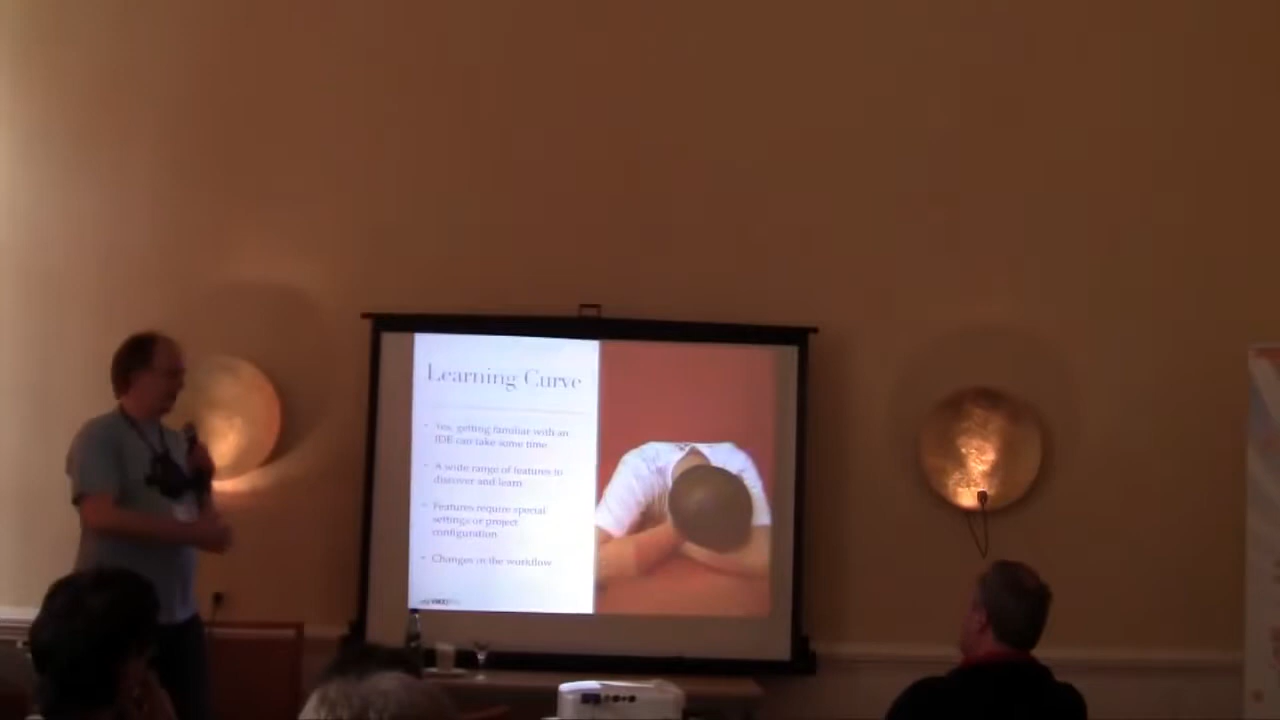 Learning Curve
Yes, getting familiar with an
IDE can take some time
A wide range of features to
discover and learn
Features require special
settings or project
configuration
Changes in the workflow